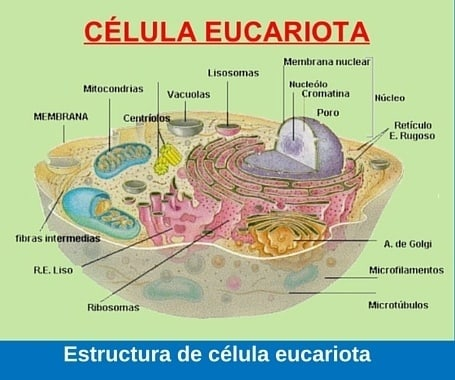 CÉLULA EUCARIOTA
Membrana nuclear
Lisosomas
Mitocondrias
Vacuolas
Nucleólo
Cromatina
Núcleo
MEMBRANA
Centríolos
Poro
Retículo
E. Rugoso
fibras intermedias
A. de Golgi
R.E. Liso
Microfilamentos
Ribosomas
Microtúbulos
Estructura de célula eucariota